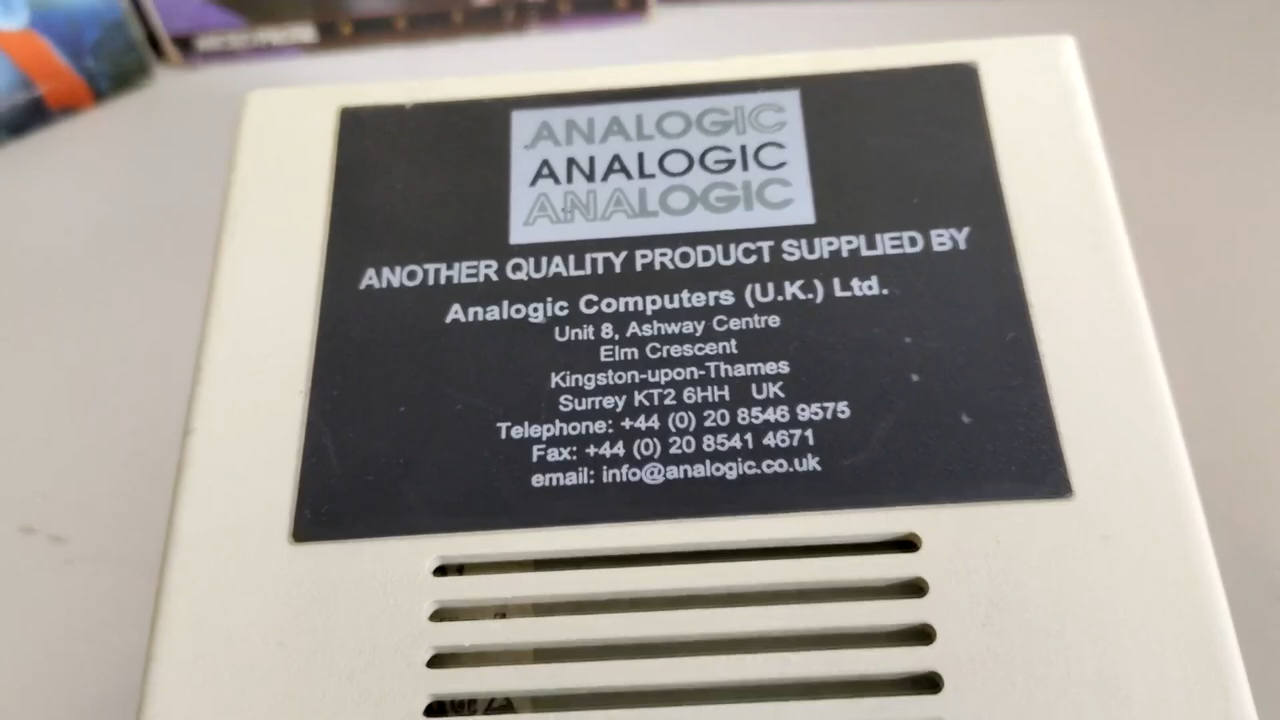 ANALOGIC
ANALOGIC
ANALOGIC
ANOTHER QUALITY PRODUCT SUPPLIED BY
Analogic Computers (U.K.) Ltd.
Unit 8, Ashway Centre
Elm Crescent
Kingston-upon-Thames
Surrey KT2 6HH UK
Telephone: +44 (0) 20 8546 9575
Fax: +44 (0) 20 8541 4671
email: info@analogic.co.uk